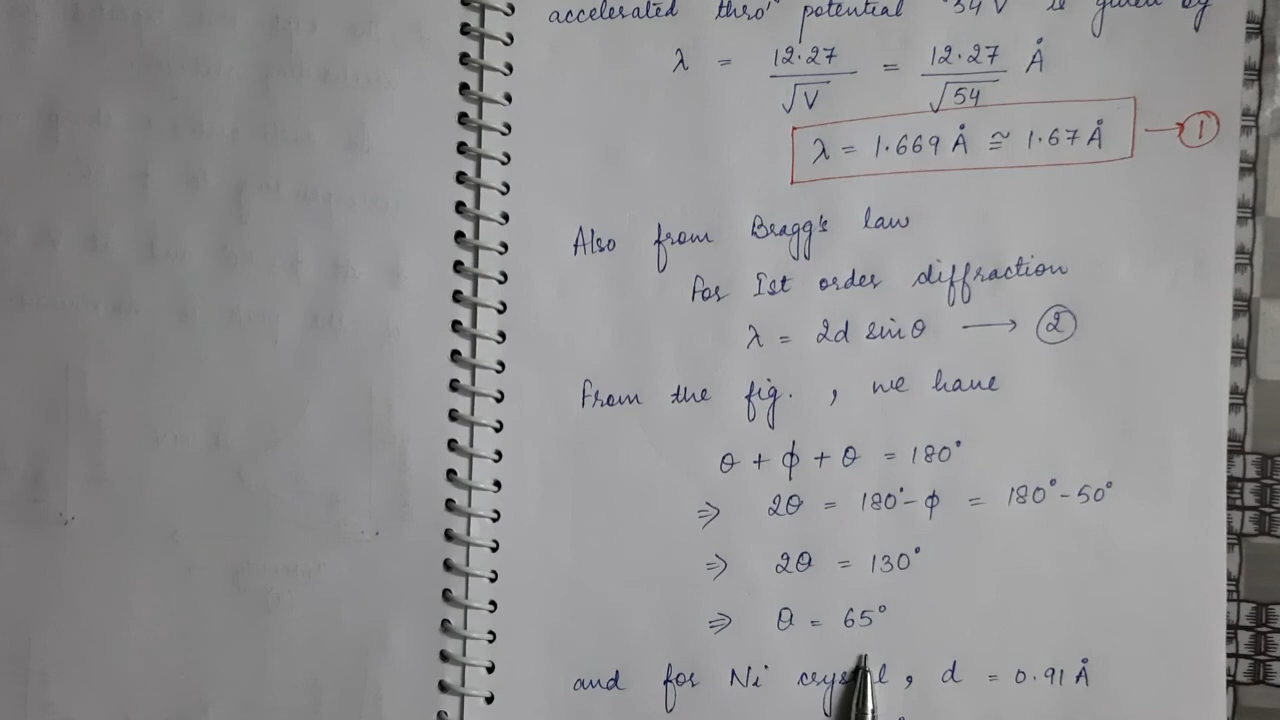 accelerated thro' potential 54 V is given by
λ = 12.27 / √V = 12.27 / √54 Å
λ = 1.669 Å ≅ 1.67 Å → ①
Also from Bragg's law
for Ist order diffraction
λ = 2d sinθ → ②
From the fig. , we have
θ + ϕ + θ = 180°
⇒ 2θ = 180° - ϕ = 180° - 50°
⇒ 2θ = 130°
⇒ θ = 65°
and for Ni crystal, d = 0.91 Å